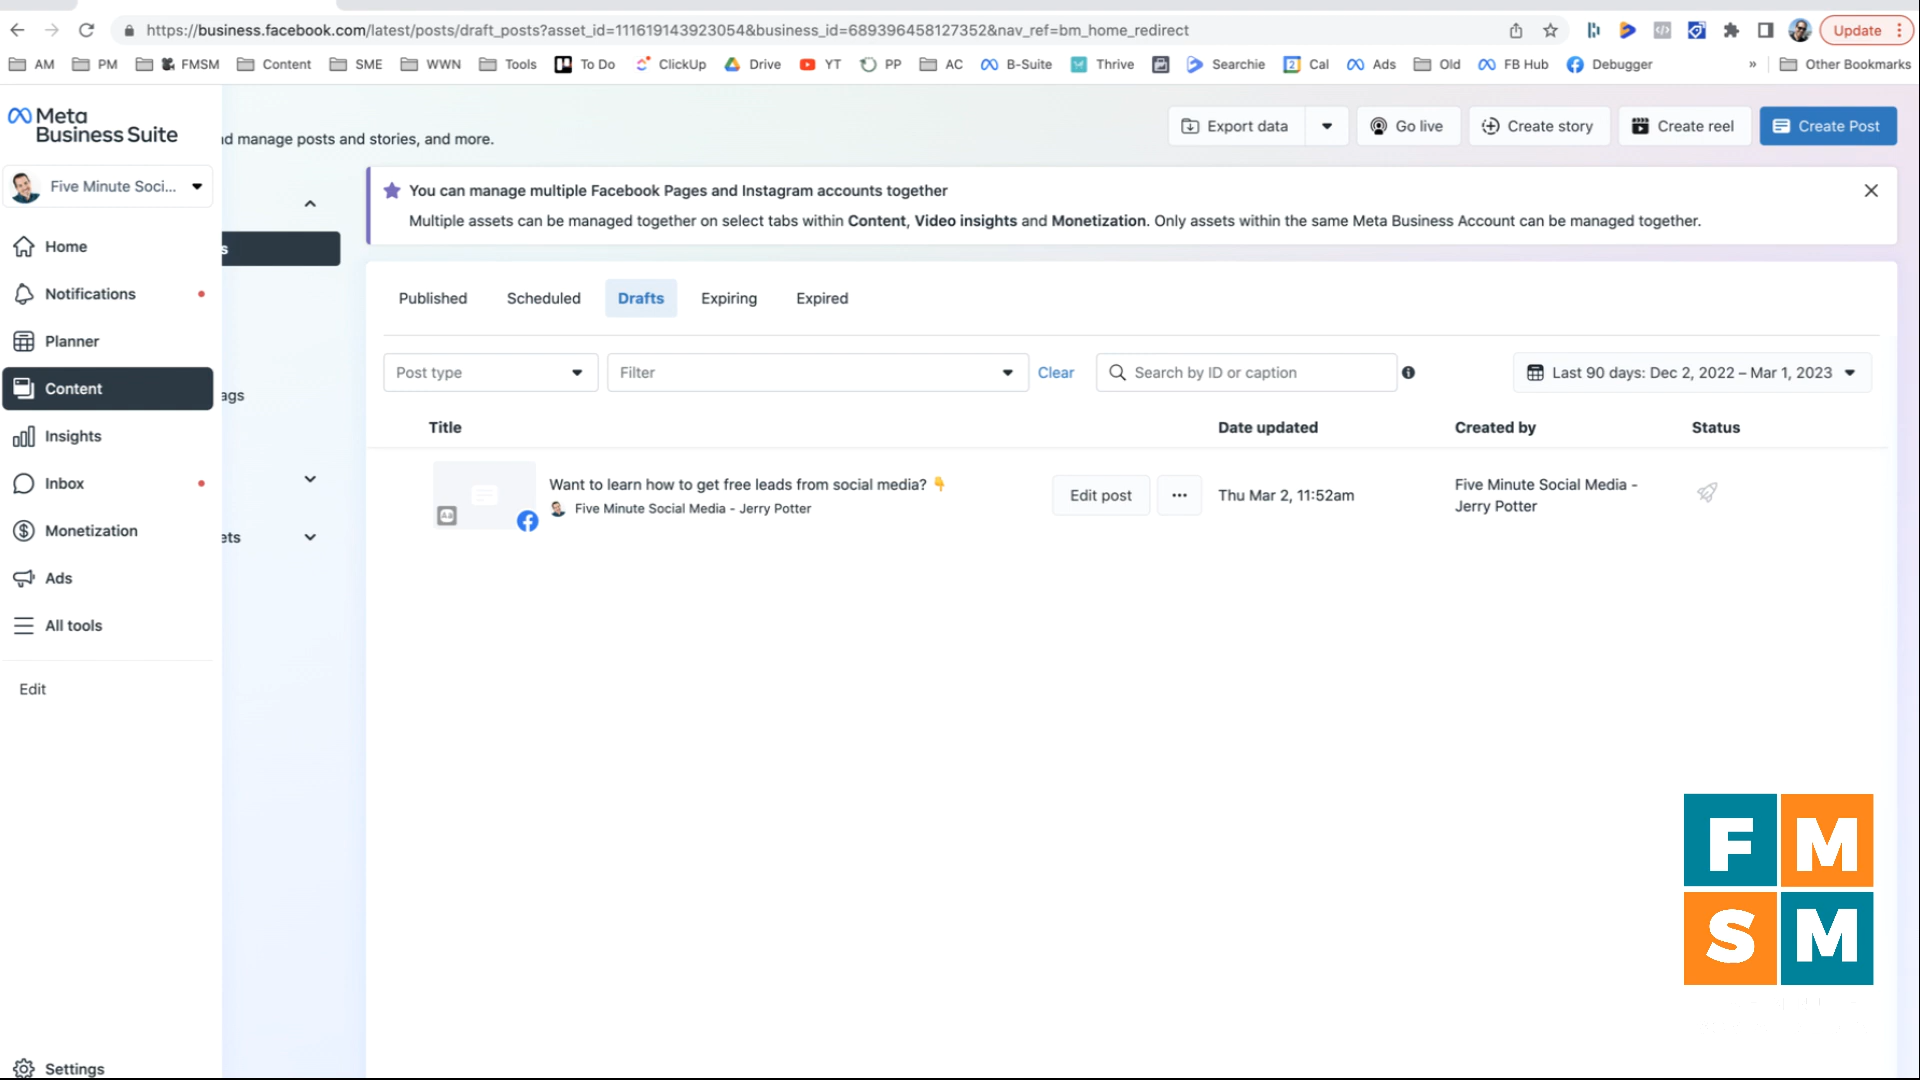 https://business.facebook.com/latest/posts/draft_posts?asset_id=111619143923054&business_id=689396458127352&nav_ref=bm_home_redirect
Update
AM PM FMSM Content SME WWN Tools To Do ClickUp Drive YT PP AC B-Suite Thrive Searchie 2 Cal Ads Old FB Hub Debugger » Other Bookmarks
Meta
Business Suite
nd manage posts and stories, and more.
Export data Go live Create story Create reel Create Post
Five Minute Soci...
You can manage multiple Facebook Pages and Instagram accounts together
Multiple assets can be managed together on select tabs within Content, Video insights and Monetization. Only assets within the same Meta Business Account can be managed together.
Home
s
Notifications
Planner
Content
ags
Insights
Inbox
Monetization
ets
Ads
All tools
Edit
Settings
Published Scheduled Drafts Expiring Expired
Post type Filter Clear Search by ID or caption Last 90 days: Dec 2, 2022 – Mar 1, 2023
Title Date updated Created by Status
Want to learn how to get free leads from social media? 👇
Five Minute Social Media - Jerry Potter
Edit post ... Thu Mar 2, 11:52am
Five Minute Social Media -
Jerry Potter
F M
S M